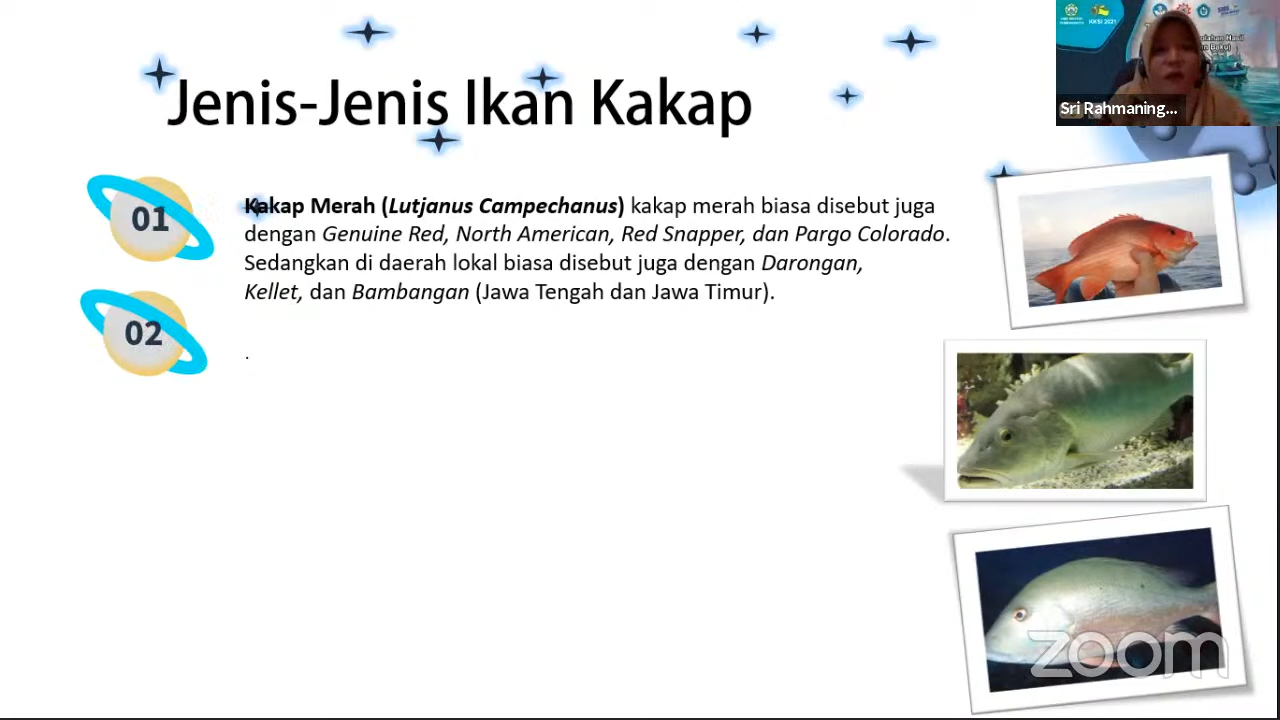 KKSI 2021
Sri Rahmaning...
Jenis-Jenis Ikan Kakap
01
Kakap Merah (Lutjanus Campechanus) kakap merah biasa disebut juga
dengan Genuine Red, North American, Red Snapper, dan Pargo Colorado.
Sedangkan di daerah lokal biasa disebut juga dengan Darongan,
Kellet, dan Bambangan (Jawa Tengah dan Jawa Timur).
02
.
zoom